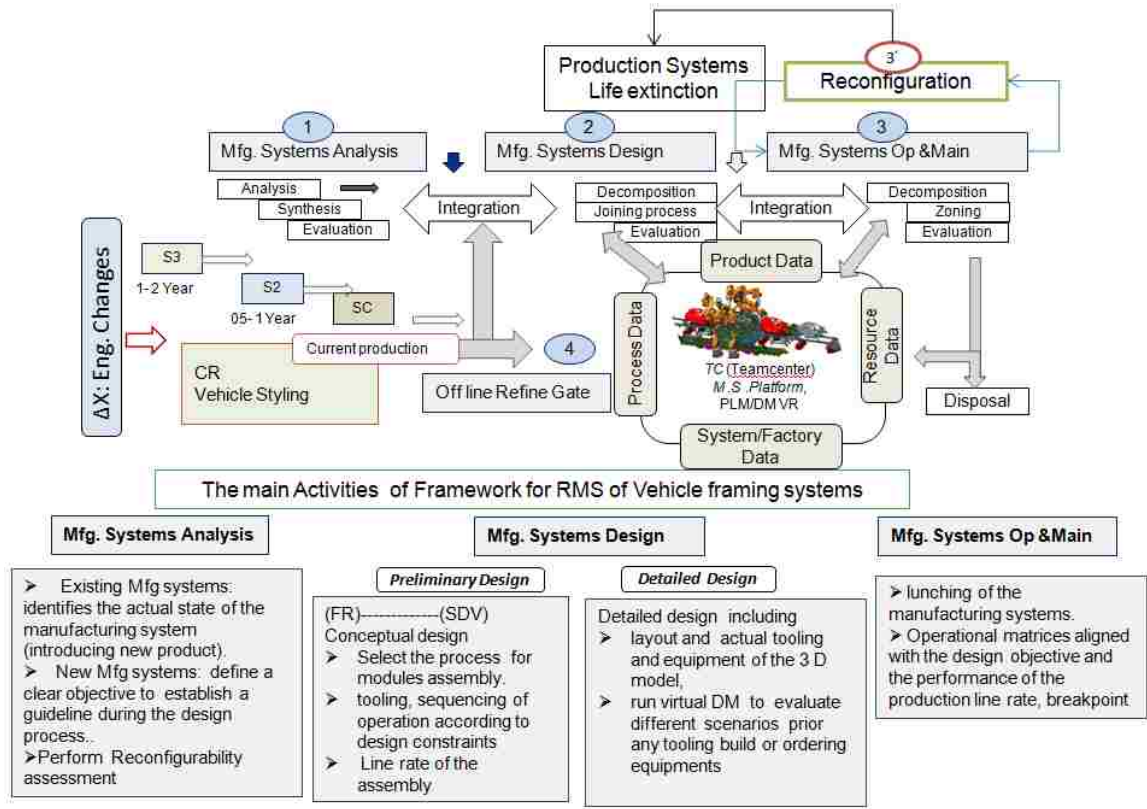 3´
Production Systems
Life extinction
Reconfiguration
1
2
3
Mfg. Systems Analysis
Mfg. Systems Design
Mfg. Systems Op &Main
Analysis
Synthesis
Evaluation
Integration
Decomposition
Joining process
Evaluation
Integration
Decomposition
Zoning
Evaluation
ΔX: Eng. Changes
S3
1-2 Year
S2
05-1 Year
SC
Current production
CR
Vehicle Styling
4
Off line Refine Gate
Product Data
Process Data
Resource
Data
TC (Teamcenter)
M .S .Platform,
PLM/DM VR
System/Factory
Data
Disposal
The main Activities of Framework for RMS of Vehicle framing systems
Mfg. Systems Analysis
➢ Existing Mfg systems:
identifies the actual state of the
manufacturing system
(introducing new product).
➢ New Mfg systems: define a
clear objective to establish a
guideline during the design
process..
➢Perform Reconfigurability
assessment
Mfg. Systems Design
Preliminary Design
(FR)-------------(SDV)
Conceptual design
➢ Select the process for
modules assembly.
➢ tooling, sequencing of
operation according to
design constraints
➢ Line rate of the
assembly
Detailed Design
Detailed design including
➢ layout and actual tooling
and equipment of the 3 D
model,
➢ run virtual DM to evaluate
different scenarios prior
any tooling build or ordering
equipments
Mfg. Systems Op &Main
➢ lunching of the
manufacturing systems.
➢ Operational matrices aligned
with the design objective and
the performance of the
production line rate, breakpoint